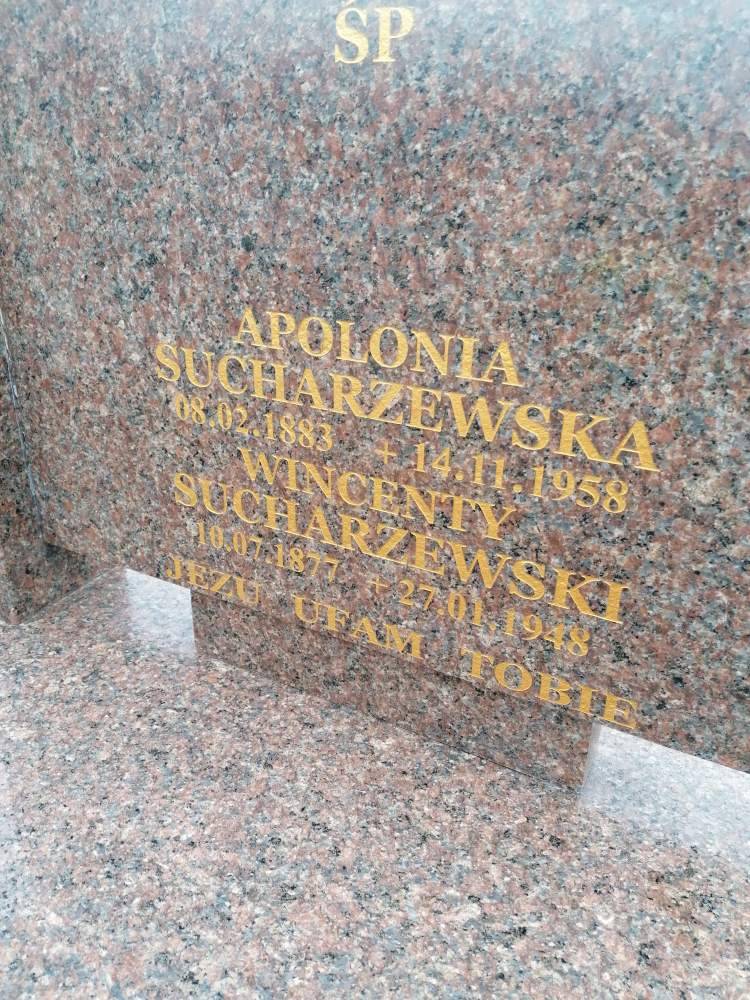 ŚP
APOLONIA
SUCHARZEWSKA
08.02.1883 + 14.11.1958
WINCENTY
SUCHARZEWSKI
10.07.1877 + 27.01.1948
JEZU UFAM TOBIE